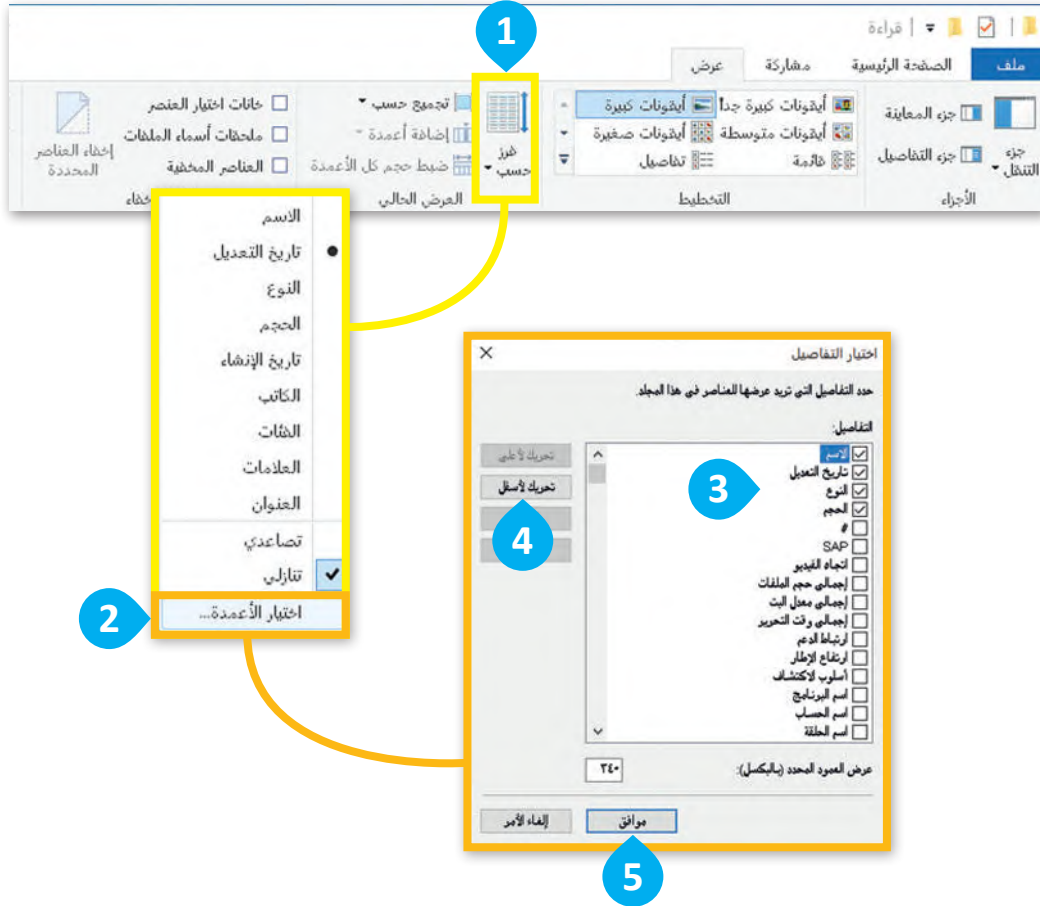 قراءة
ملف الصفحة الرئيسية مشاركة عرض
1
جزء التنقل
جزء المعاينة
جزء التفاصيل
الأجزاء
أيقونات كبيرة جداً أيقونات كبيرة
أيقونات متوسطة أيقونات صغيرة
قائمة تفاصيل
التخطيط
فرز حسب
تجميع حسب
إضافة أعمدة
ضبط حجم كل الأعمدة
العرض الحالي
خانات اختيار العنصر
ملحقات أسماء الملفات
العناصر المخفية
إخفاء العناصر المحددة
خفاء
الاسم
تاريخ التعديل
النوع
الحجم
تاريخ الإنشاء
الكاتب
الفئات
العلامات
العنوان
تصاعدي
تنازلي
اختيار الأعمدة...
2
اختيار التفاصيل
حدد التفاصيل التي تريد عرضها للعناصر في هذا المجلد.
التفاصيل:
الاسم
تاريخ التعديل
النوع
الحجم
#
SAP
اتجاه الفيديو
إجمالي حجم الملفات
إجمالي معدل البت
إجمالي وقت التحرير
ارتباط الدعم
ارتفاع الإطار
أسلوب الاكتشاف
اسم البرنامج
اسم الحساب
اسم الحلقة
3
تحريك لأعلى
تحريك لأسفل
4
عرض العمود المحدد (بالبكسل):
٣٤٠
موافق
إلغاء الأمر
5